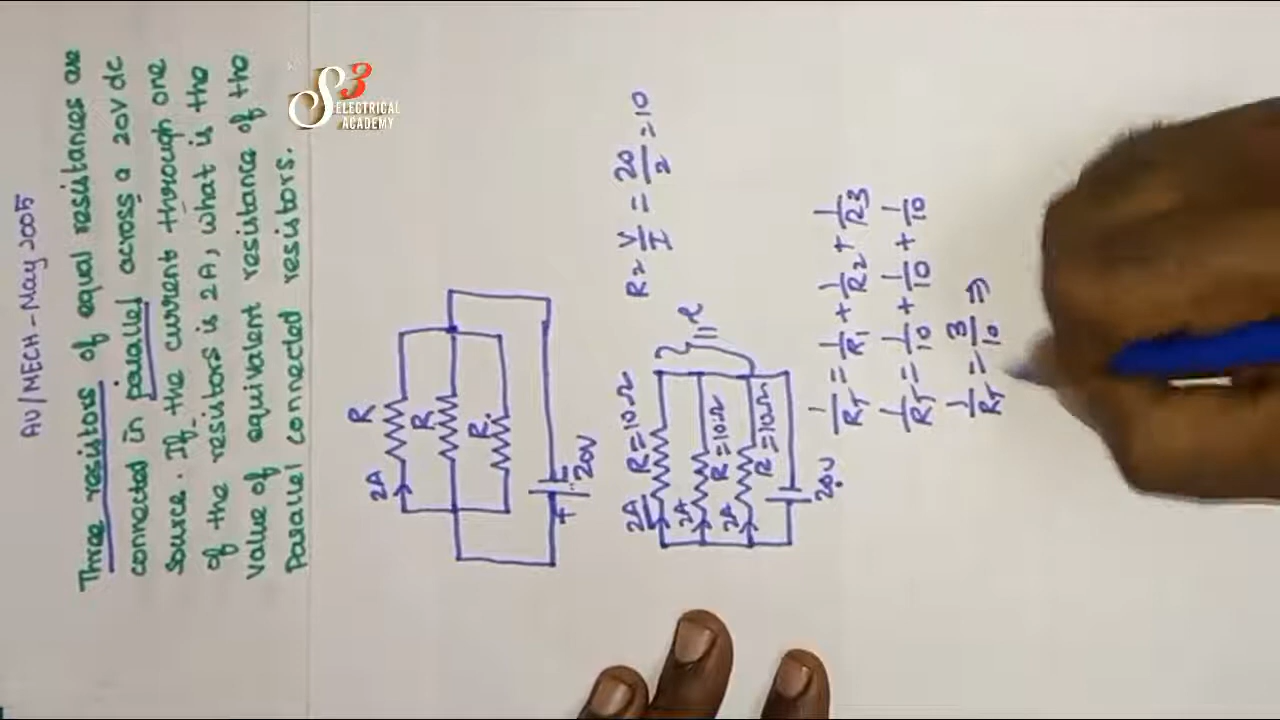 AU/MECH-May 2005
Three resistors of equal resistances are
connected in parallel across a 20V dc
source. If the current through one
of the resistors is 2A, what is the
value of equivalent resistance of the
Parallel connected resistors.
S3
ELECTRICAL
ACADEMY
2A R
R
R
+ - 20V
R = V/I = 20/2 = 10
2A R=10Ω
2A R=10Ω
2A R=10Ω
20V
11r
1/RT = 1/R1 + 1/R2 + 1/R3
1/RT = 1/10 + 1/10 + 1/10
1/RT = 3/10 ⇒